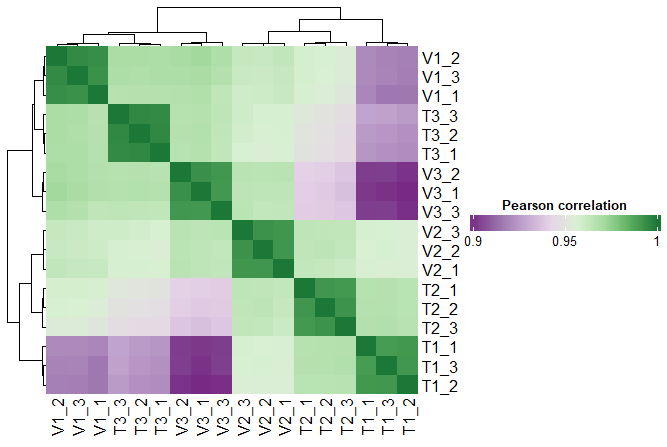 V1_2
V1_3
V1_1
T3_3
T3_2
T3_1
V3_2
V3_1
V3_3
V2_3
V2_2
V2_1
T2_1
T2_2
T2_3
T1_1
T1_3
T1_2
Pearson correlation
0.9 0.95 1
V1_2 V1_3 V1_1 T3_3 T3_2 T3_1 V3_2 V3_1 V3_3 V2_3 V2_2 V2_1 T2_1 T2_2 T2_3 T1_1 T1_3 T1_2